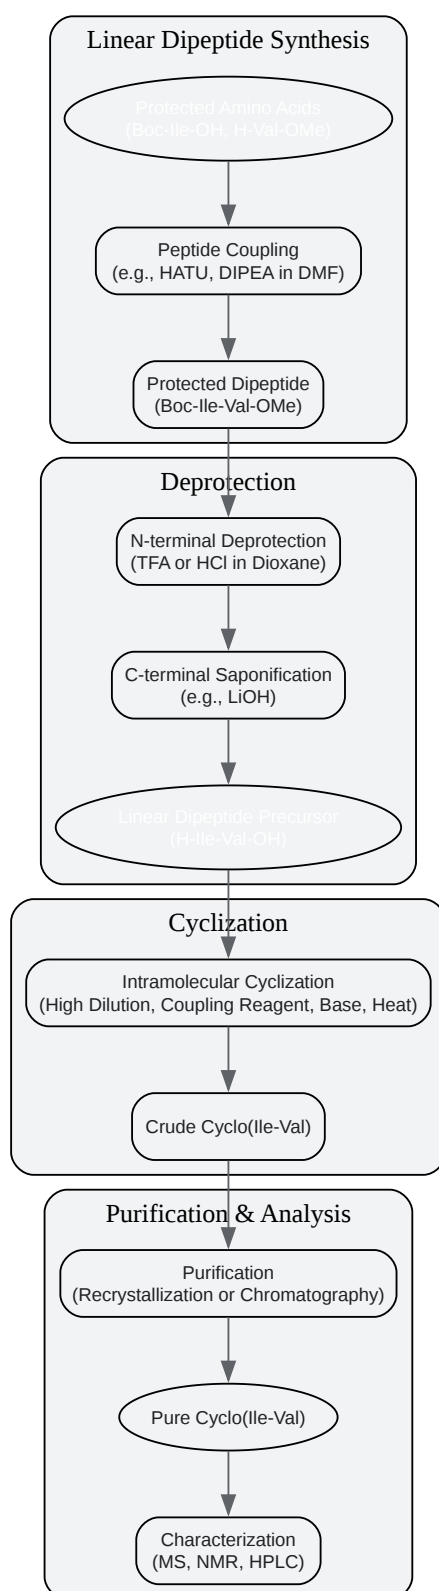 Linear Dipeptide Synthesis
Protected Amino Acids
(Boc-Ile-OH, H-Val-OMe)
Peptide Coupling
(e.g., HATU, DIPEA in DMF)
Protected Dipeptide
(Boc-Ile-Val-OMe)
Deprotection
N-terminal Deprotection
(TFA or HCl in Dioxane)
C-terminal Saponification
(e.g., LiOH)
Linear Dipeptide Precursor
(H-Ile-Val-OH)
Cyclization
Intramolecular Cyclization
(High Dilution, Coupling Reagent, Base, Heat)
Crude Cyclo(Ile-Val)
Purification & Analysis
Purification
(Recrystallization or Chromatography)
Pure Cyclo(Ile-Val)
Characterization
(MS, NMR, HPLC)